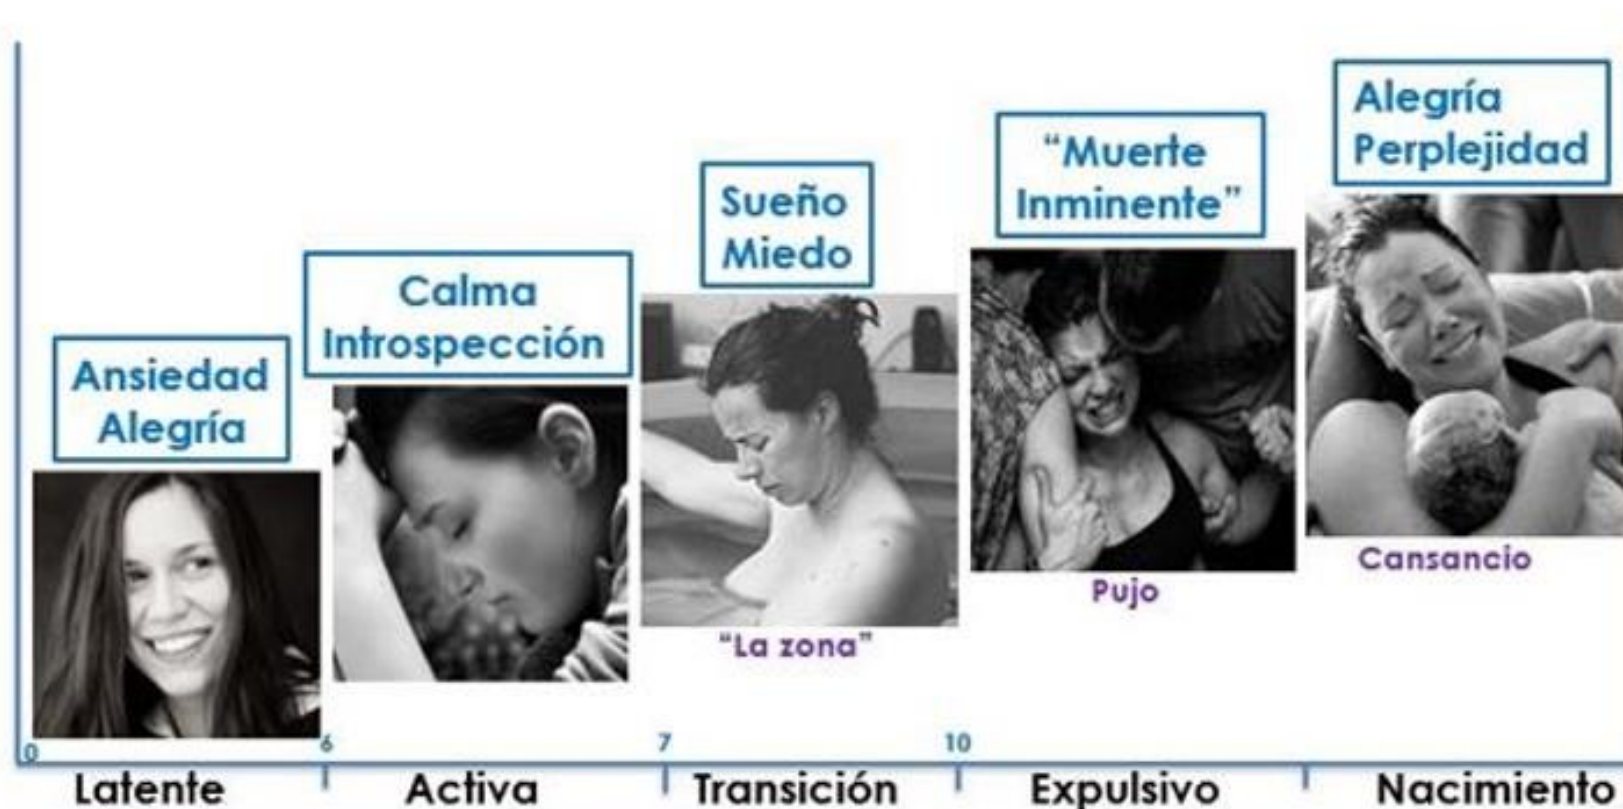 Ansiedad
Alegría
Calma
Introspección
Sueño
Miedo
"La zona"
“Muerte
Inminente”
Pujo
Alegría
Perplejidad
Cansancio
0
6
7
10
Latente
Activa
Transición
Expulsivo
Nacimiento